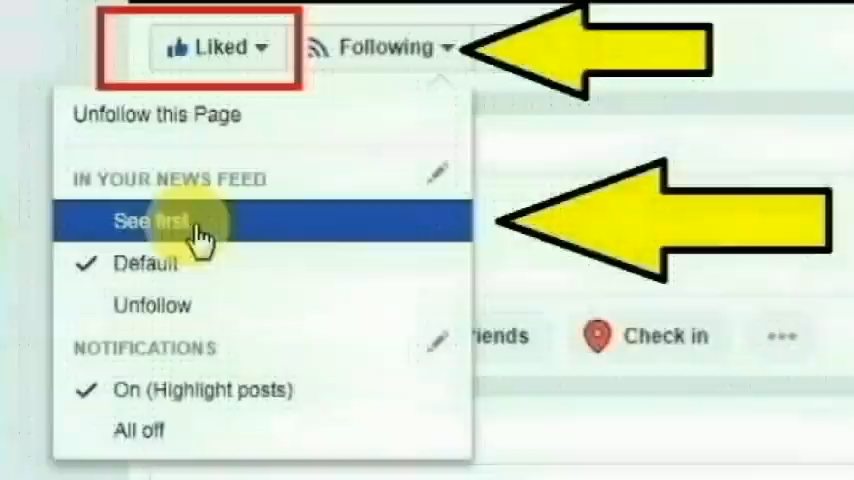 Liked Following
Unfollow this Page
IN YOUR NEWS FEED
See first
Default
Unfollow
riends Check in
NOTIFICATIONS
On (Highlight posts)
All off